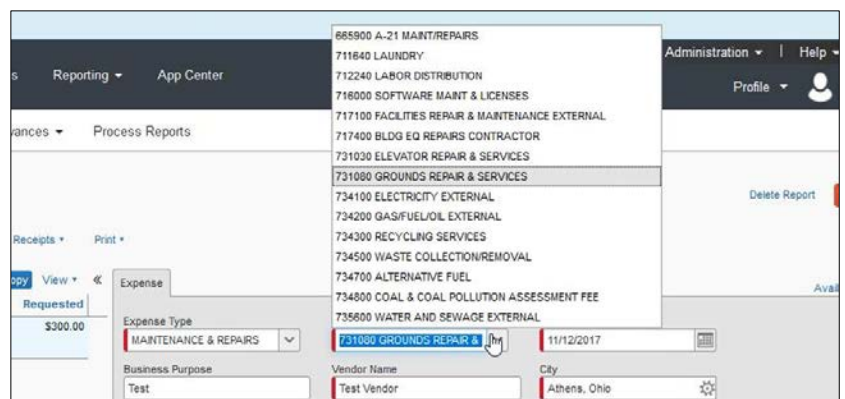 665900 A-21 MAINT/REPAIRS
711640 LAUNDRY
712240 LABOR DISTRIBUTION
716000 SOFTWARE MAINT & LICENSES
717100 FACILITIES REPAIR & MAINTENANCE EXTERNAL
717400 BLDG EQ REPAIRS CONTRACTOR
731030 ELEVATOR REPAIR & SERVICES
731080 GROUNDS REPAIR & SERVICES
734100 ELECTRICITY EXTERNAL
734200 GAS/FUEL/OIL EXTERNAL
734300 RECYCLING SERVICES
734500 WASTE COLLECTION/REMOVAL
734700 ALTERNATIVE FUEL
734800 COAL & COAL POLLUTION ASSESSMENT FEE
735600 WATER AND SEWAGE EXTERNAL
Administration | Help
Reporting App Center Profile
Process Reports
Delete Report
Receipts Print
View Expense
Requested
$300.00
Expense Type
MAINTENANCE & REPAIRS 731080 GROUNDS REPAIR & 11/12/2017
Business Purpose Vendor Name City
Test Test Vendor Athens, Ohio